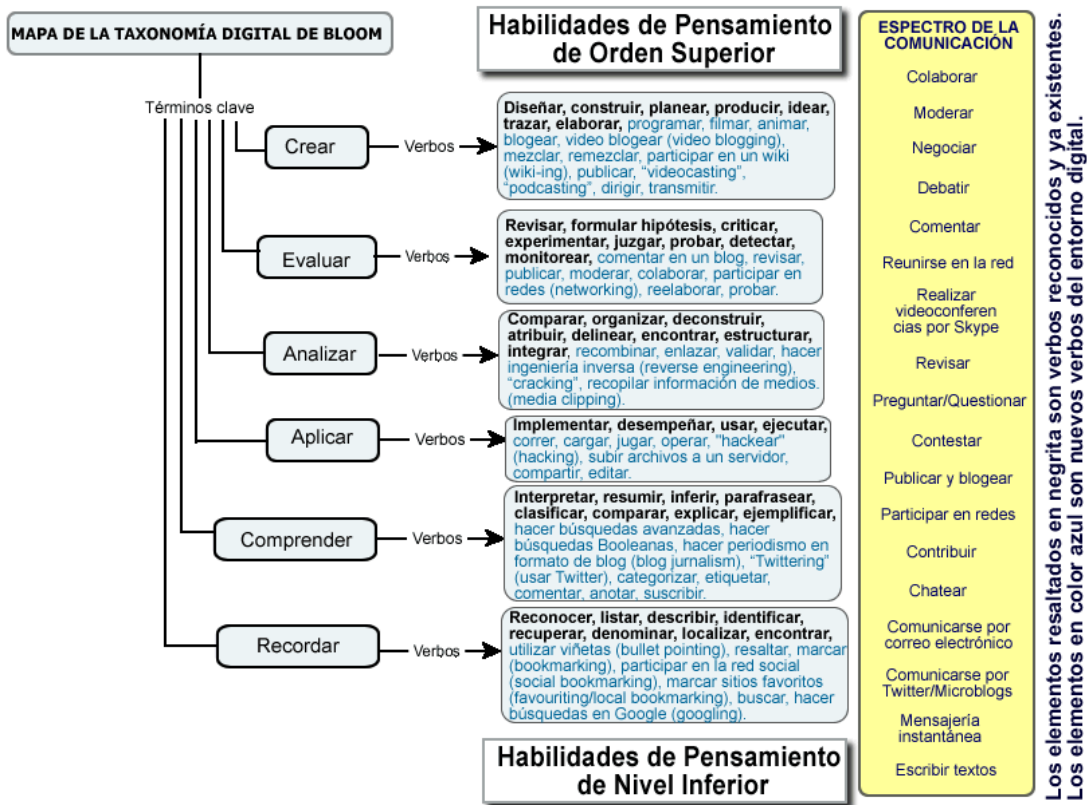 MAPA DE LA TAXONOMÍA DIGITAL DE BLOOM
Términos clave
Habilidades de Pensamiento
de Orden Superior
Crear
Verbos
Diseñar, construir, planear, producir, idear,
trazar, elaborar, programar, filmar, animar,
blogear, video blogear (video blogging),
mezclar, remezclar, participar en un wiki
(wiki-ing), publicar, “videocasting”,
“podcasting”, dirigir, transmitir.
Evaluar
Verbos
Revisar, formular hipótesis, criticar,
experimentar, juzgar, probar, detectar,
monitorear, comentar en un blog, revisar,
publicar, moderar, colaborar, participar en
redes (networking), reelaborar, probar.
Analizar
Verbos
Comparar, organizar, deconstruir,
atribuir, delinear, encontrar, estructurar,
integrar, recombinar, enlazar, validar, hacer
ingeniería inversa (reverse engineering),
“cracking”, recopilar información de medios.
(media clipping).
Aplicar
Verbos
Implementar, desempeñar, usar, ejecutar,
correr, cargar, jugar, operar, "hackear"
(hacking), subir archivos a un servidor,
compartir, editar.
Comprender
Verbos
Interpretar, resumir, inferir, parafrasear,
clasificar, comparar, explicar, ejemplificar,
hacer búsquedas avanzadas, hacer
búsquedas Booleanas, hacer periodismo en
formato de blog (blog jurnalism), “Twittering”
(usar Twitter), categorizar, etiquetar,
comentar, anotar, suscribir.
Recordar
Verbos
Reconocer, listar, describir, identificar,
recuperar, denominar, localizar, encontrar,
utilizar viñetas (bullet pointing), resaltar, marcar
(bookmarking), participar en la red social
(social bookmarking), marcar sitios favoritos
(favouriting/local bookmarking), buscar, hacer
búsquedas en Google (googling).
Habilidades de Pensamiento
de Nivel Inferior
ESPECTRO DE LA
COMUNICACIÓN
Colaborar
Moderar
Negociar
Debatir
Comentar
Reunirse en la red
Realizar
videoconferen
cias por Skype
Revisar
Preguntar/Questionar
Contestar
Publicar y blogear
Participar en redes
Contribuir
Chatear
Comunicarse por
correo electrónico
Comunicarse por
Twitter/Microblogs
Mensajería
instantánea
Escribir textos
Los elementos resaltados en negrita son verbos reconocidos y ya existentes.
Los elementos en color azul son nuevos verbos del entorno digital.